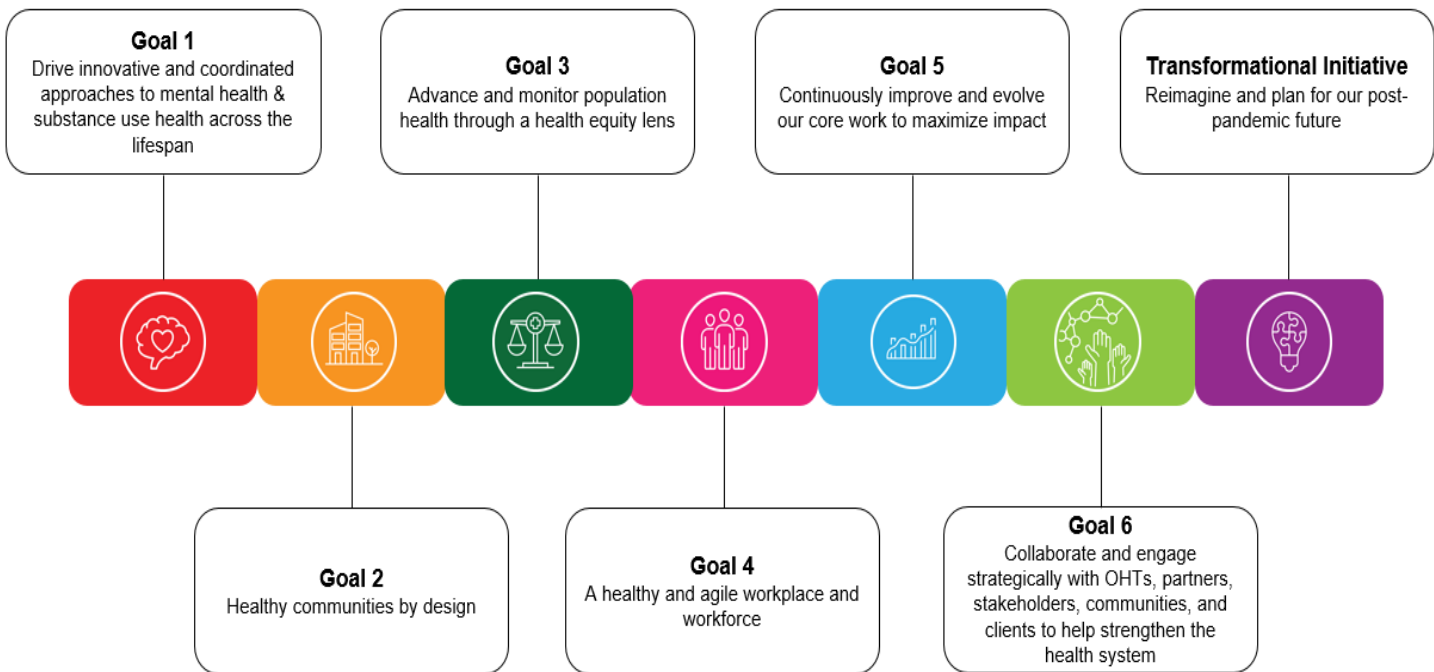 Goal 1
Drive innovative and coordinated
approaches to mental health &
substance use health across the
lifespan
Goal 3
Advance and monitor population
health through a health equity lens
Goal 5
Continuously improve and evolve
our core work to maximize impact
Transformational Initiative
Reimagine and plan for our post-
pandemic future
Goal 2
Healthy communities by design
Goal 4
A healthy and agile workplace and
workforce
Goal 6
Collaborate and engage
strategically with OHTs, partners,
stakeholders, communities, and
clients to help strengthen the
health system